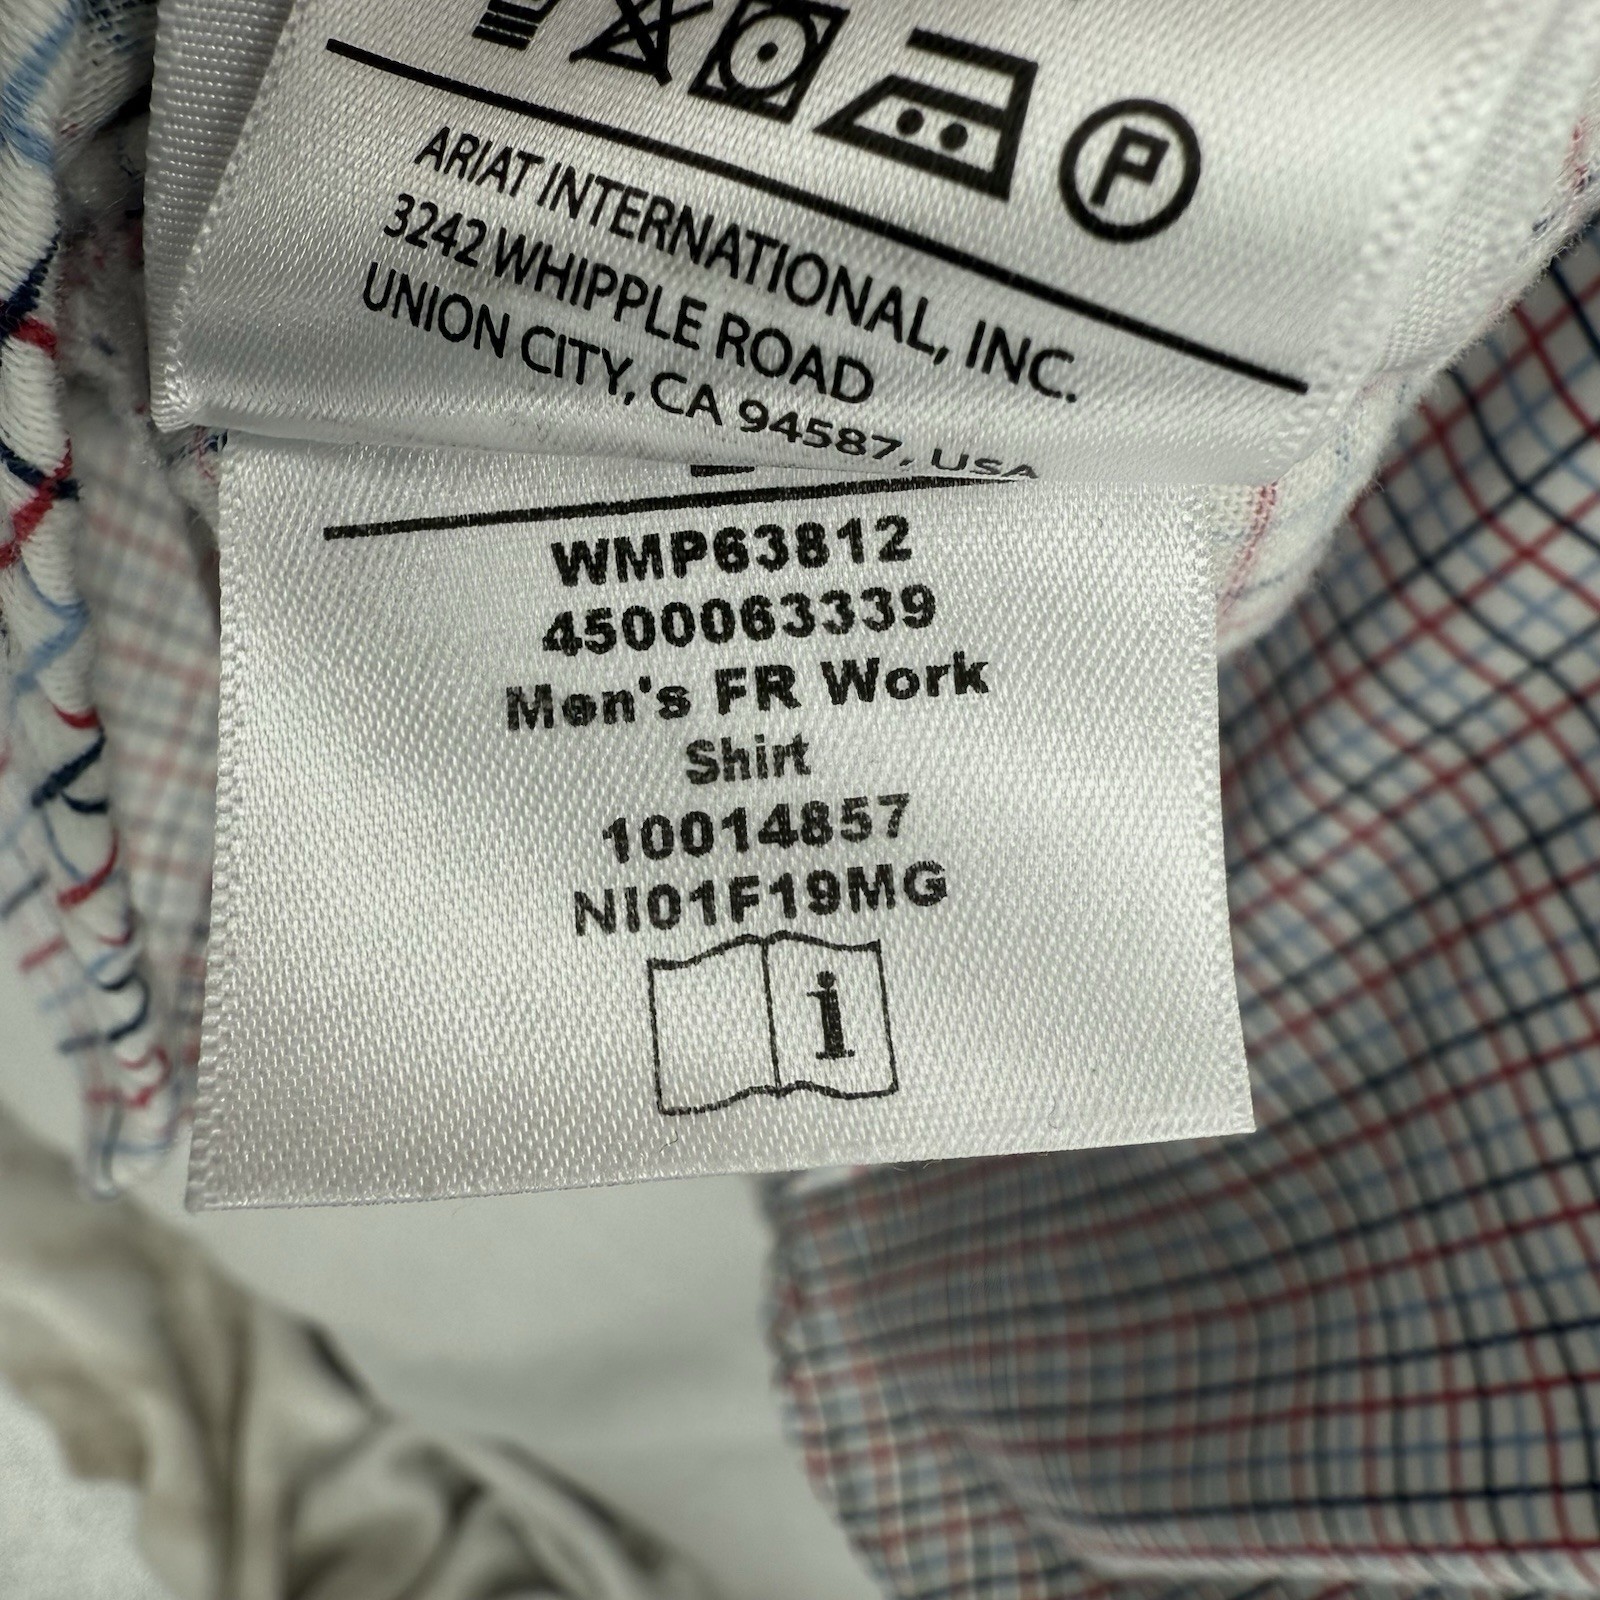 P
ARIAT INTERNATIONAL, INC.
3242 WHIPPLE ROAD
UNION CITY, CA 94587, USA
WMP63812
4500063339
Men's FR Work
Shirt
10014857
NI01F19MG
i